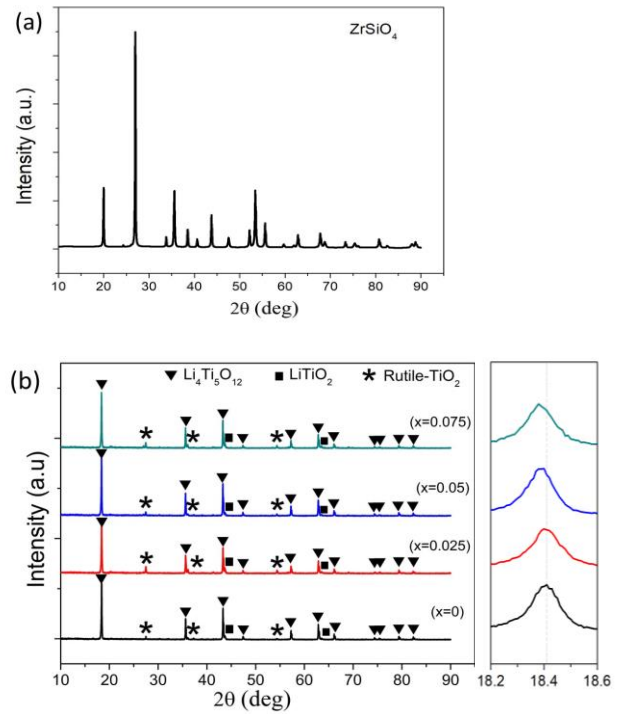 (a)
ZrSiO4
Intensity (a.u.)
10 20 30 40 50 60 70 80 90
2θ (deg)
(b)
▼ Li4Ti5O12 ■ LiTiO2 * Rutile-TiO2
(x=0.075)
(x=0.05)
(x=0.025)
(x=0)
Intensity (a.u)
10 20 30 40 50 60 70 80 90
2θ (deg)
18.2 18.4 18.6